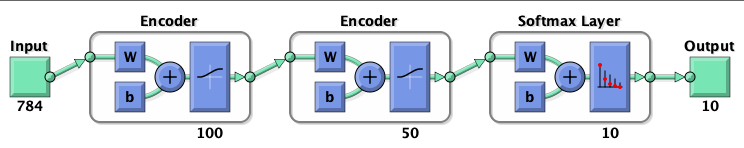 Encoder
Encoder
Softmax Layer
Input
Output
W
W
W
+
+
+
b
b
b
784
10
100
50
10